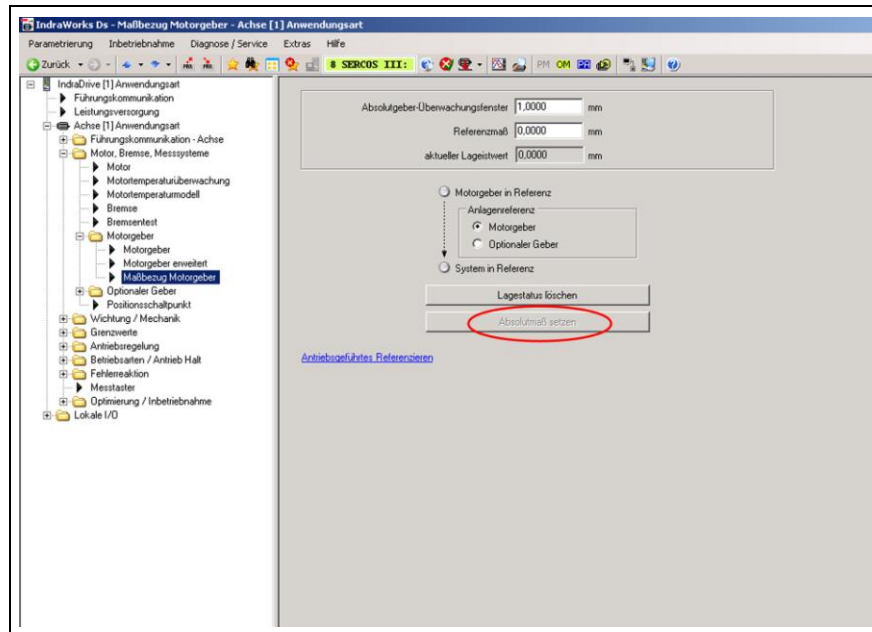 IndraWorks Ds - Maßbezug Motorgeber - Achse [1] Anwendungsart
Parametrierung Inbetriebnahme Diagnose / Service Extras Hilfe
Zurück 8 SERCOS III: PM OM
IndraDrive [1] Anwendungsart
Führungskommunikation
Leistungsversorgung
Achse [1] Anwendungsart
Führungskommunikation - Achse
Motor, Bremse, Messsysteme
Motor
Motortemperaturüberwachung
Motortemperaturmodell
Bremse
Bremsentest
Motorgeber
Motorgeber
Motorgeber erweitert
Maßbezug Motorgeber
Optionaler Geber
Positionsschaltpunkt
Wichtung / Mechanik
Grenzwerte
Antriebsregelung
Betriebsarten / Antrieb Halt
Fehlerreaktion
Messtaster
Optimierung / Inbetriebnahme
Lokale I/O
Absolutgeber-Überwachungsfenster 1,0000 mm
Referenzmaß 0,0000 mm
aktueller Lageistwert 0,0000 mm
Motorgeber in Referenz
Anlagenreferenz
Motorgeber
Optionaler Geber
System in Referenz
Lagestatus löschen
Absolutmaß setzen
Antriebsgeführtes Referenzieren